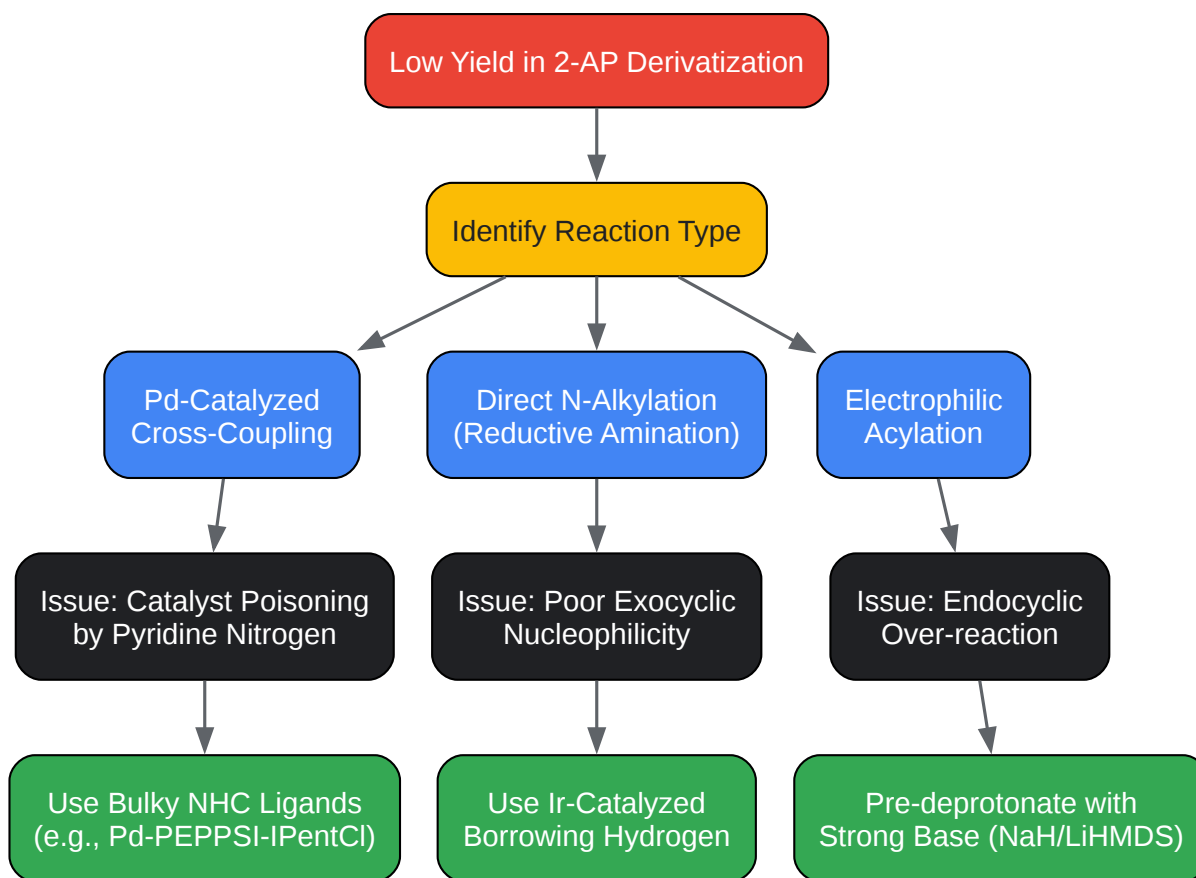 Low Yield in 2-AP Derivatization
Identify Reaction Type
Pd-Catalyzed
Cross-Coupling
Direct N-Alkylation
(Reductive Amination)
Electrophilic
Acylation
Issue: Catalyst Poisoning
by Pyridine Nitrogen
Issue: Poor Exocyclic
Nucleophilicity
Issue: Endocyclic
Over-reaction
Use Bulky NHC Ligands
(e.g., Pd-PEPPSI-IPentCl)
Use Ir-Catalyzed
Borrowing Hydrogen
Pre-deprotonate with
Strong Base (NaH/LiHMDS)